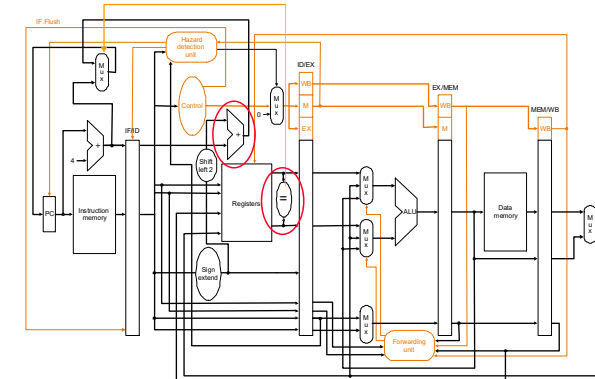 IF.Flush
Hazard
detection
unit
M
u
x
ID/EX
WB
EX/MEM
Control
M
u
x
0
M
WB
MEM/WB
EX
M
WB
IF/ID
+
+
4
Shift
left 2
M
u
x
Registers
=
PC
Instruction
memory
ALU
Data
memory
M
u
x
M
u
x
Sign
extend
M
u
x
Forwarding
unit